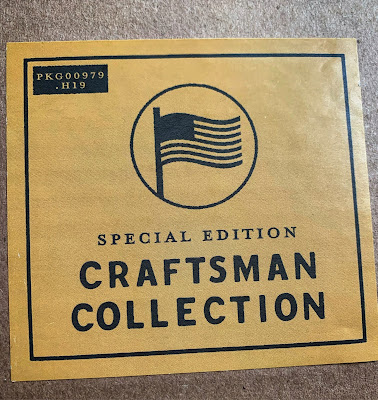 PKG00979
.H19
SPECIAL EDITION
CRAFTSMAN
COLLECTION